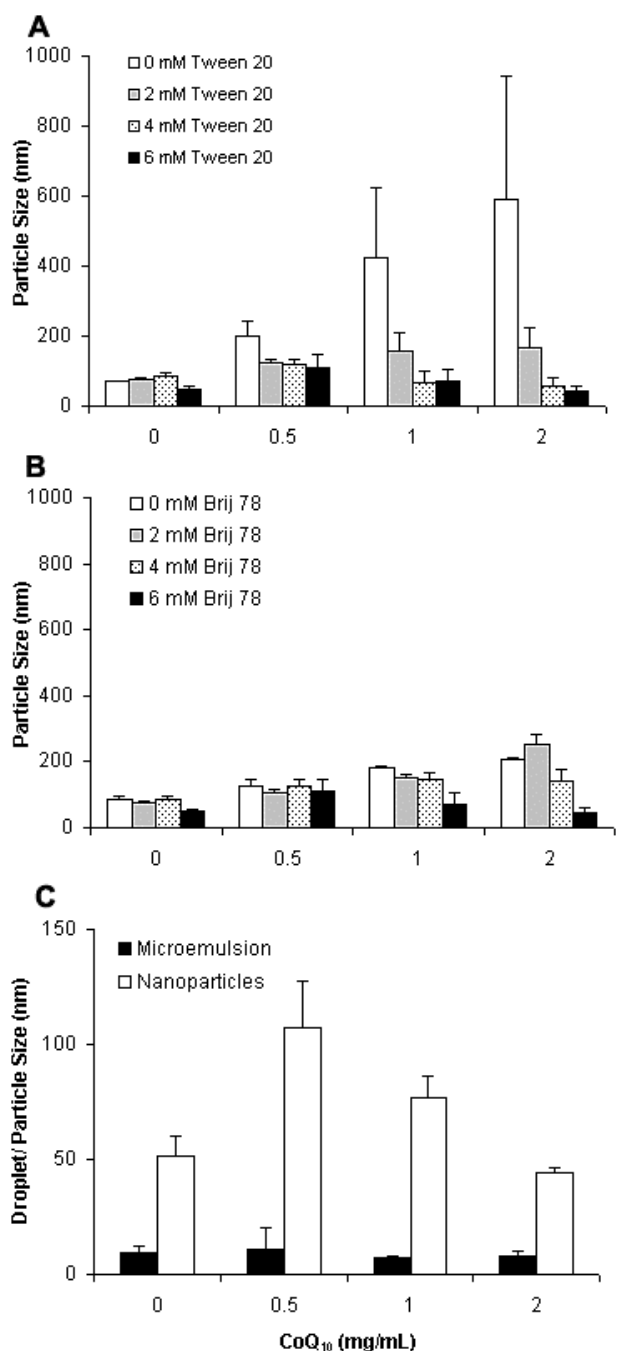 A
1000
800
600
400
200
0
Particle Size (nm)
0 mM Tween 20
2 mM Tween 20
4 mM Tween 20
6 mM Tween 20
0 0.5 1 2
B
1000
800
600
400
200
0
Particle Size (nm)
0 mM Brij 78
2 mM Brij 78
4 mM Brij 78
6 mM Brij 78
0 0.5 1 2
C
150
100
50
0
Droplet/ Particle Size (nm)
Microemulsion
Nanoparticles
0 0.5 1 2
CoQ₁₀ (mg/mL)